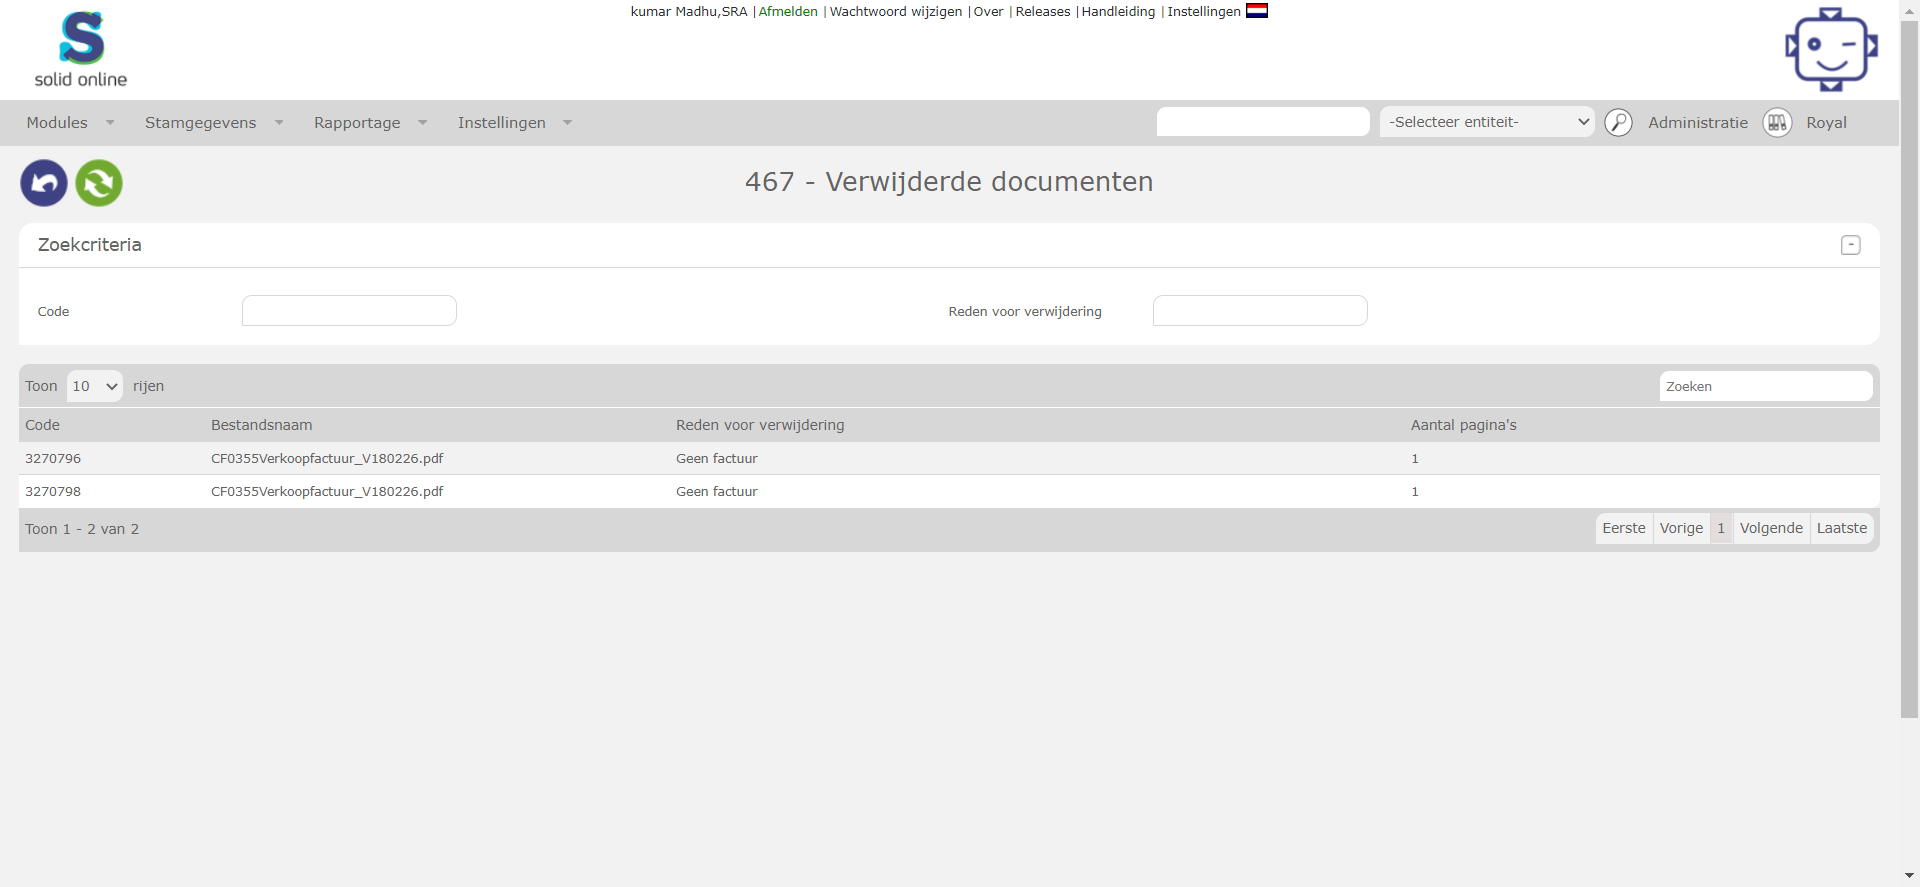 kumar Madhu,SRA |Afmelden |Wachtwoord wijzigen |Over |Releases |Handleiding |Instellingen
solid online
Modules Stamgegevens Rapportage Instellingen -Selecteer entiteit- Administratie Royal
467 - Verwijderde documenten
Zoekcriteria -
Code Reden voor verwijdering
Toon 10 rijen Zoeken
Code Bestandsnaam Reden voor verwijdering Aantal pagina's
3270796 CF0355Verkoopfactuur_V180226.pdf Geen factuur 1
3270798 CF0355Verkoopfactuur_V180226.pdf Geen factuur 1
Toon 1 - 2 van 2 Eerste Vorige 1 Volgende Laatste